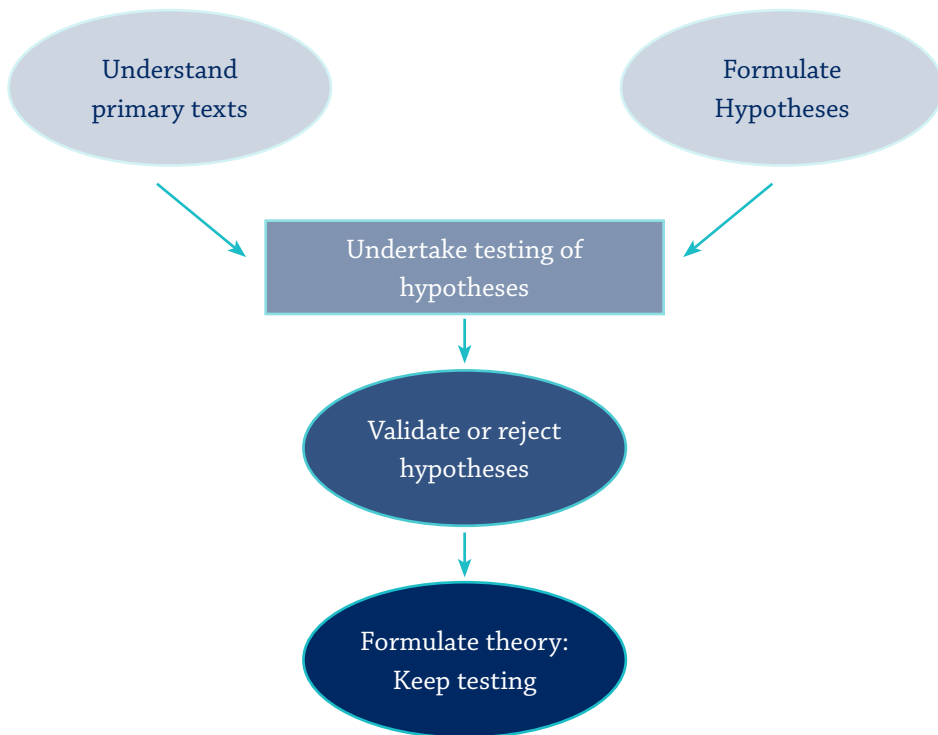 Understand
primary texts
Formulate
Hypotheses
Undertake testing of
hypotheses
Validate or reject
hypotheses
Formulate theory:
Keep testing